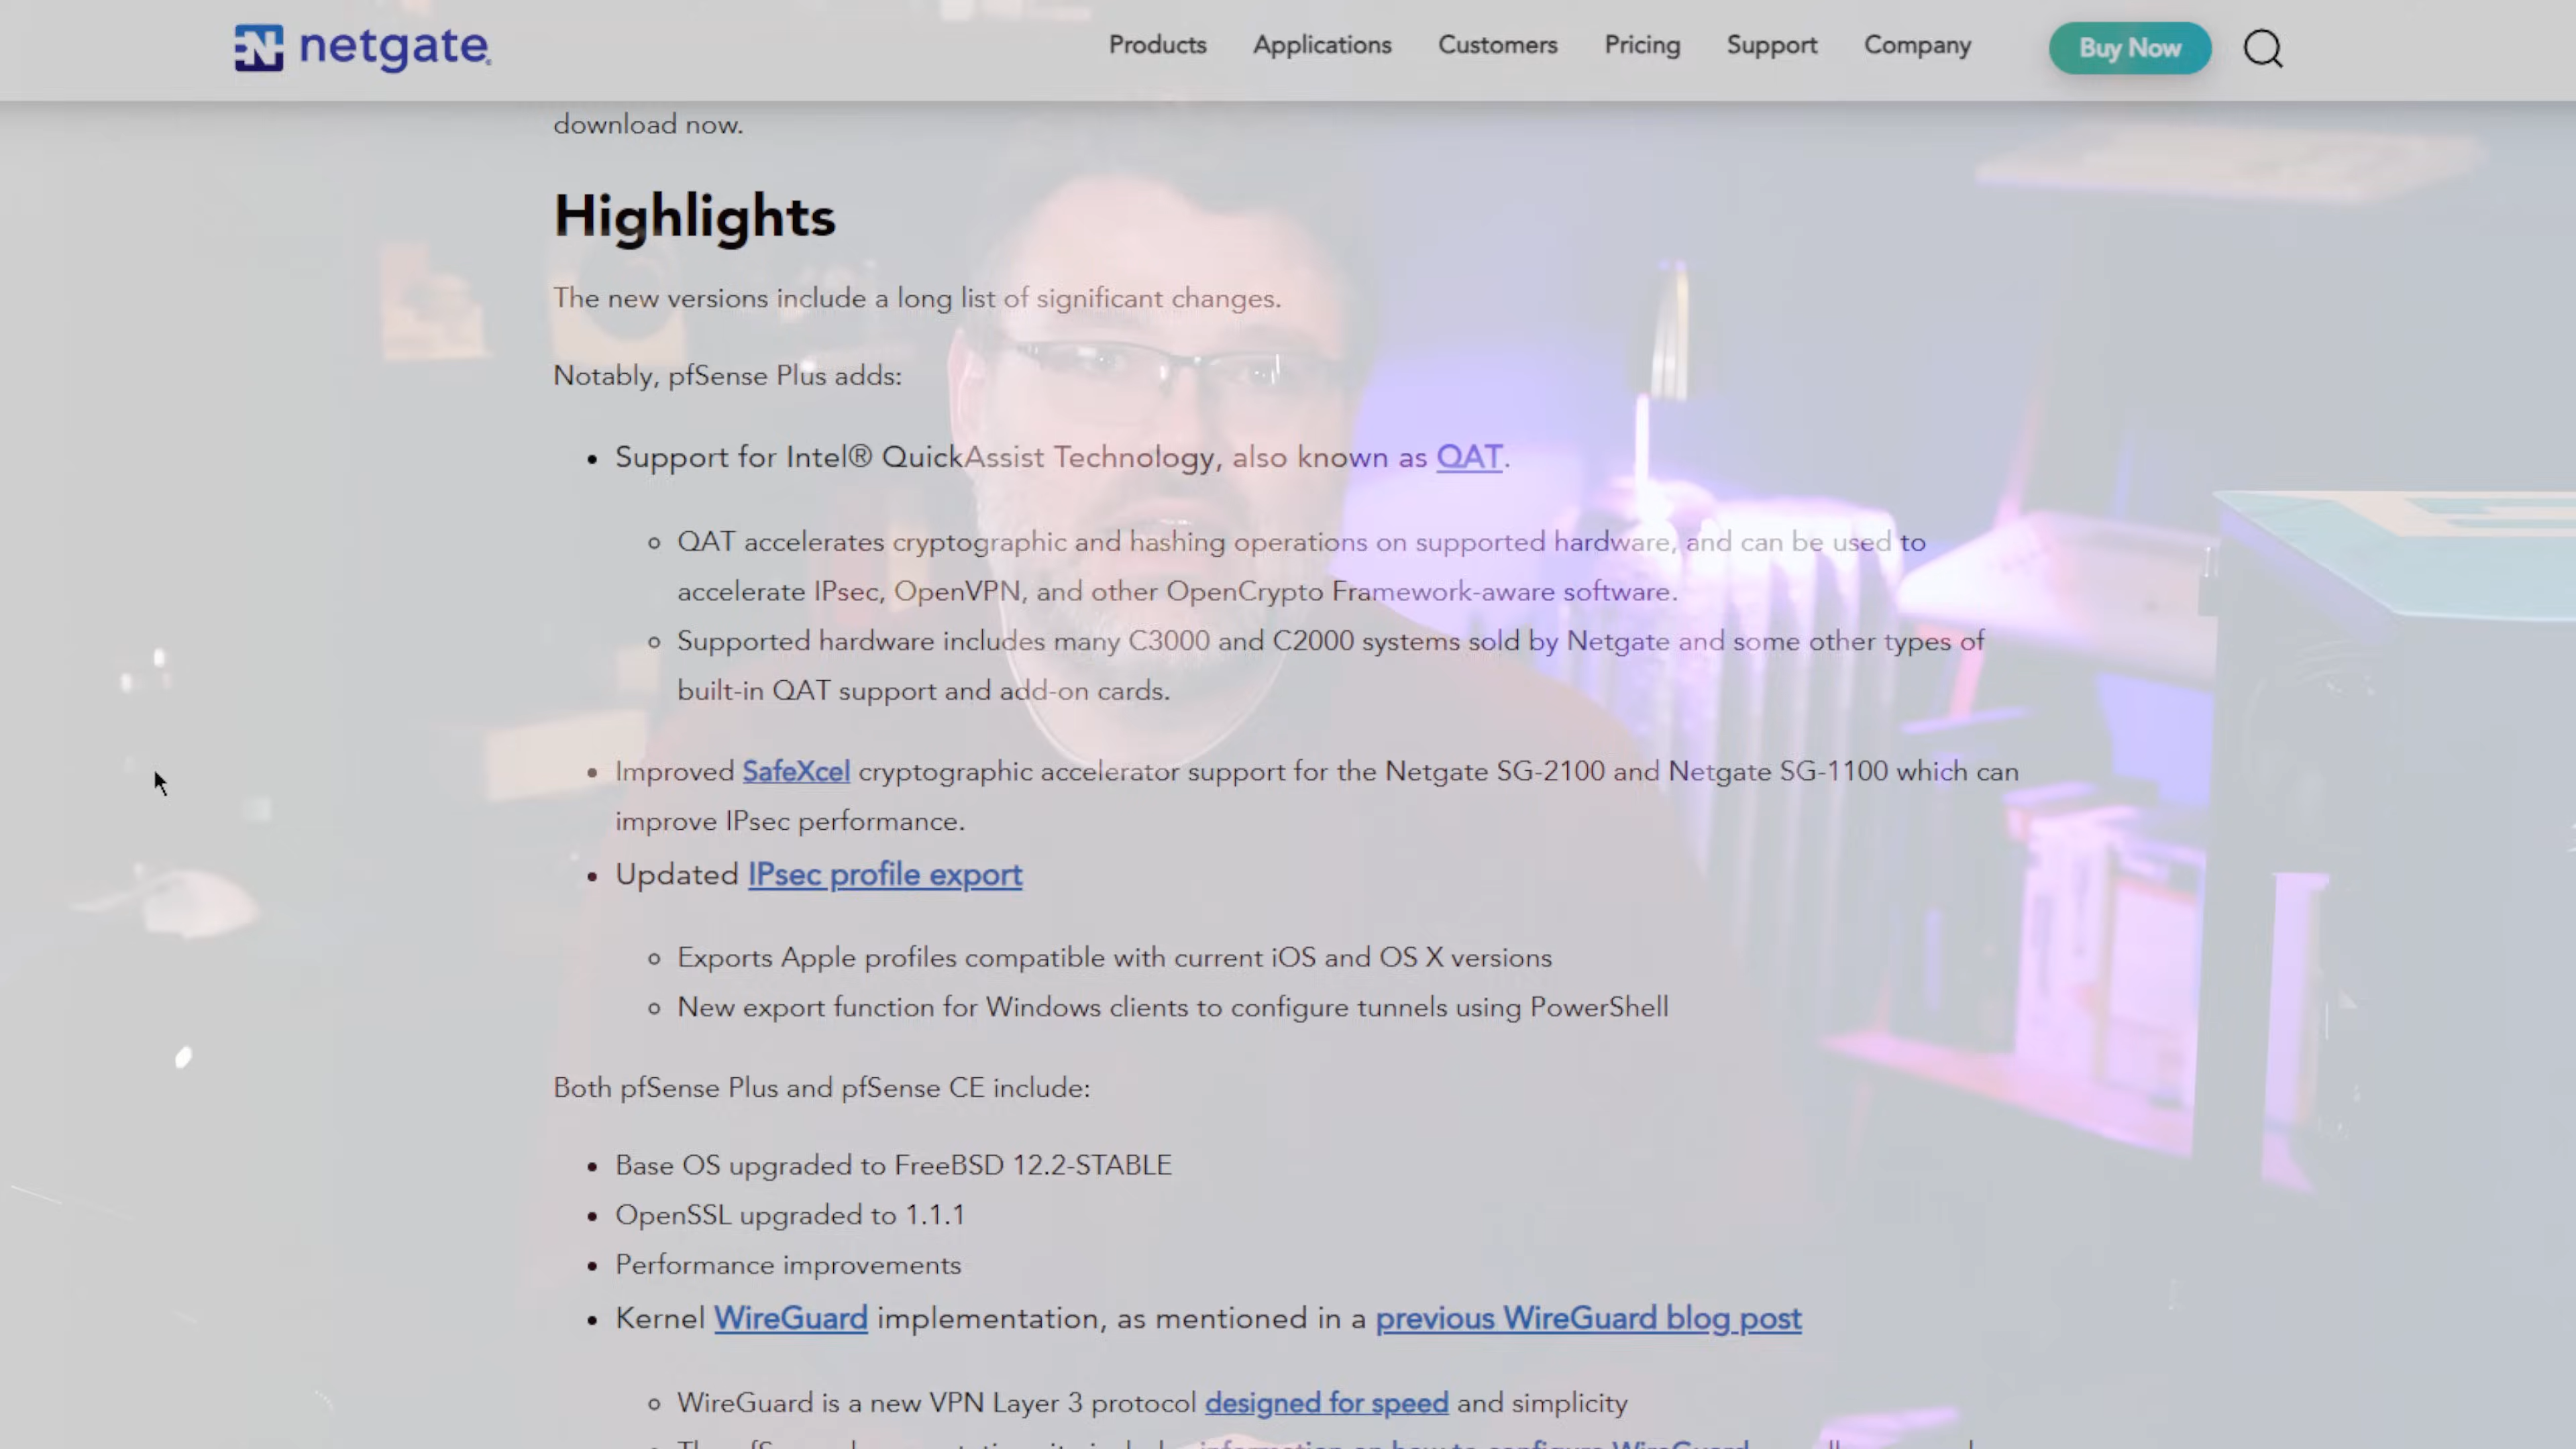 netgate
Products Applications Customers Pricing Support Company Buy Now
download now.
Highlights
The new versions include a long list of significant changes.
Notably, pfSense Plus adds:
• Support for Intel® QuickAssist Technology, also known as QAT.
○ QAT accelerates cryptographic and hashing operations on supported hardware, and can be used to
accelerate IPsec, OpenVPN, and other OpenCrypto Framework-aware software.
○ Supported hardware includes many C3000 and C2000 systems sold by Netgate and some other types of
built-in QAT support and add-on cards.
• Improved SafeXcel cryptographic accelerator support for the Netgate SG-2100 and Netgate SG-1100 which can
improve IPsec performance.
• Updated IPsec profile export
○ Exports Apple profiles compatible with current iOS and OS X versions
○ New export function for Windows clients to configure tunnels using PowerShell
Both pfSense Plus and pfSense CE include:
• Base OS upgraded to FreeBSD 12.2-STABLE
• OpenSSL upgraded to 1.1.1
• Performance improvements
• Kernel WireGuard implementation, as mentioned in a previous WireGuard blog post
○ WireGuard is a new VPN Layer 3 protocol designed for speed and simplicity
information on how to configure WireGuard